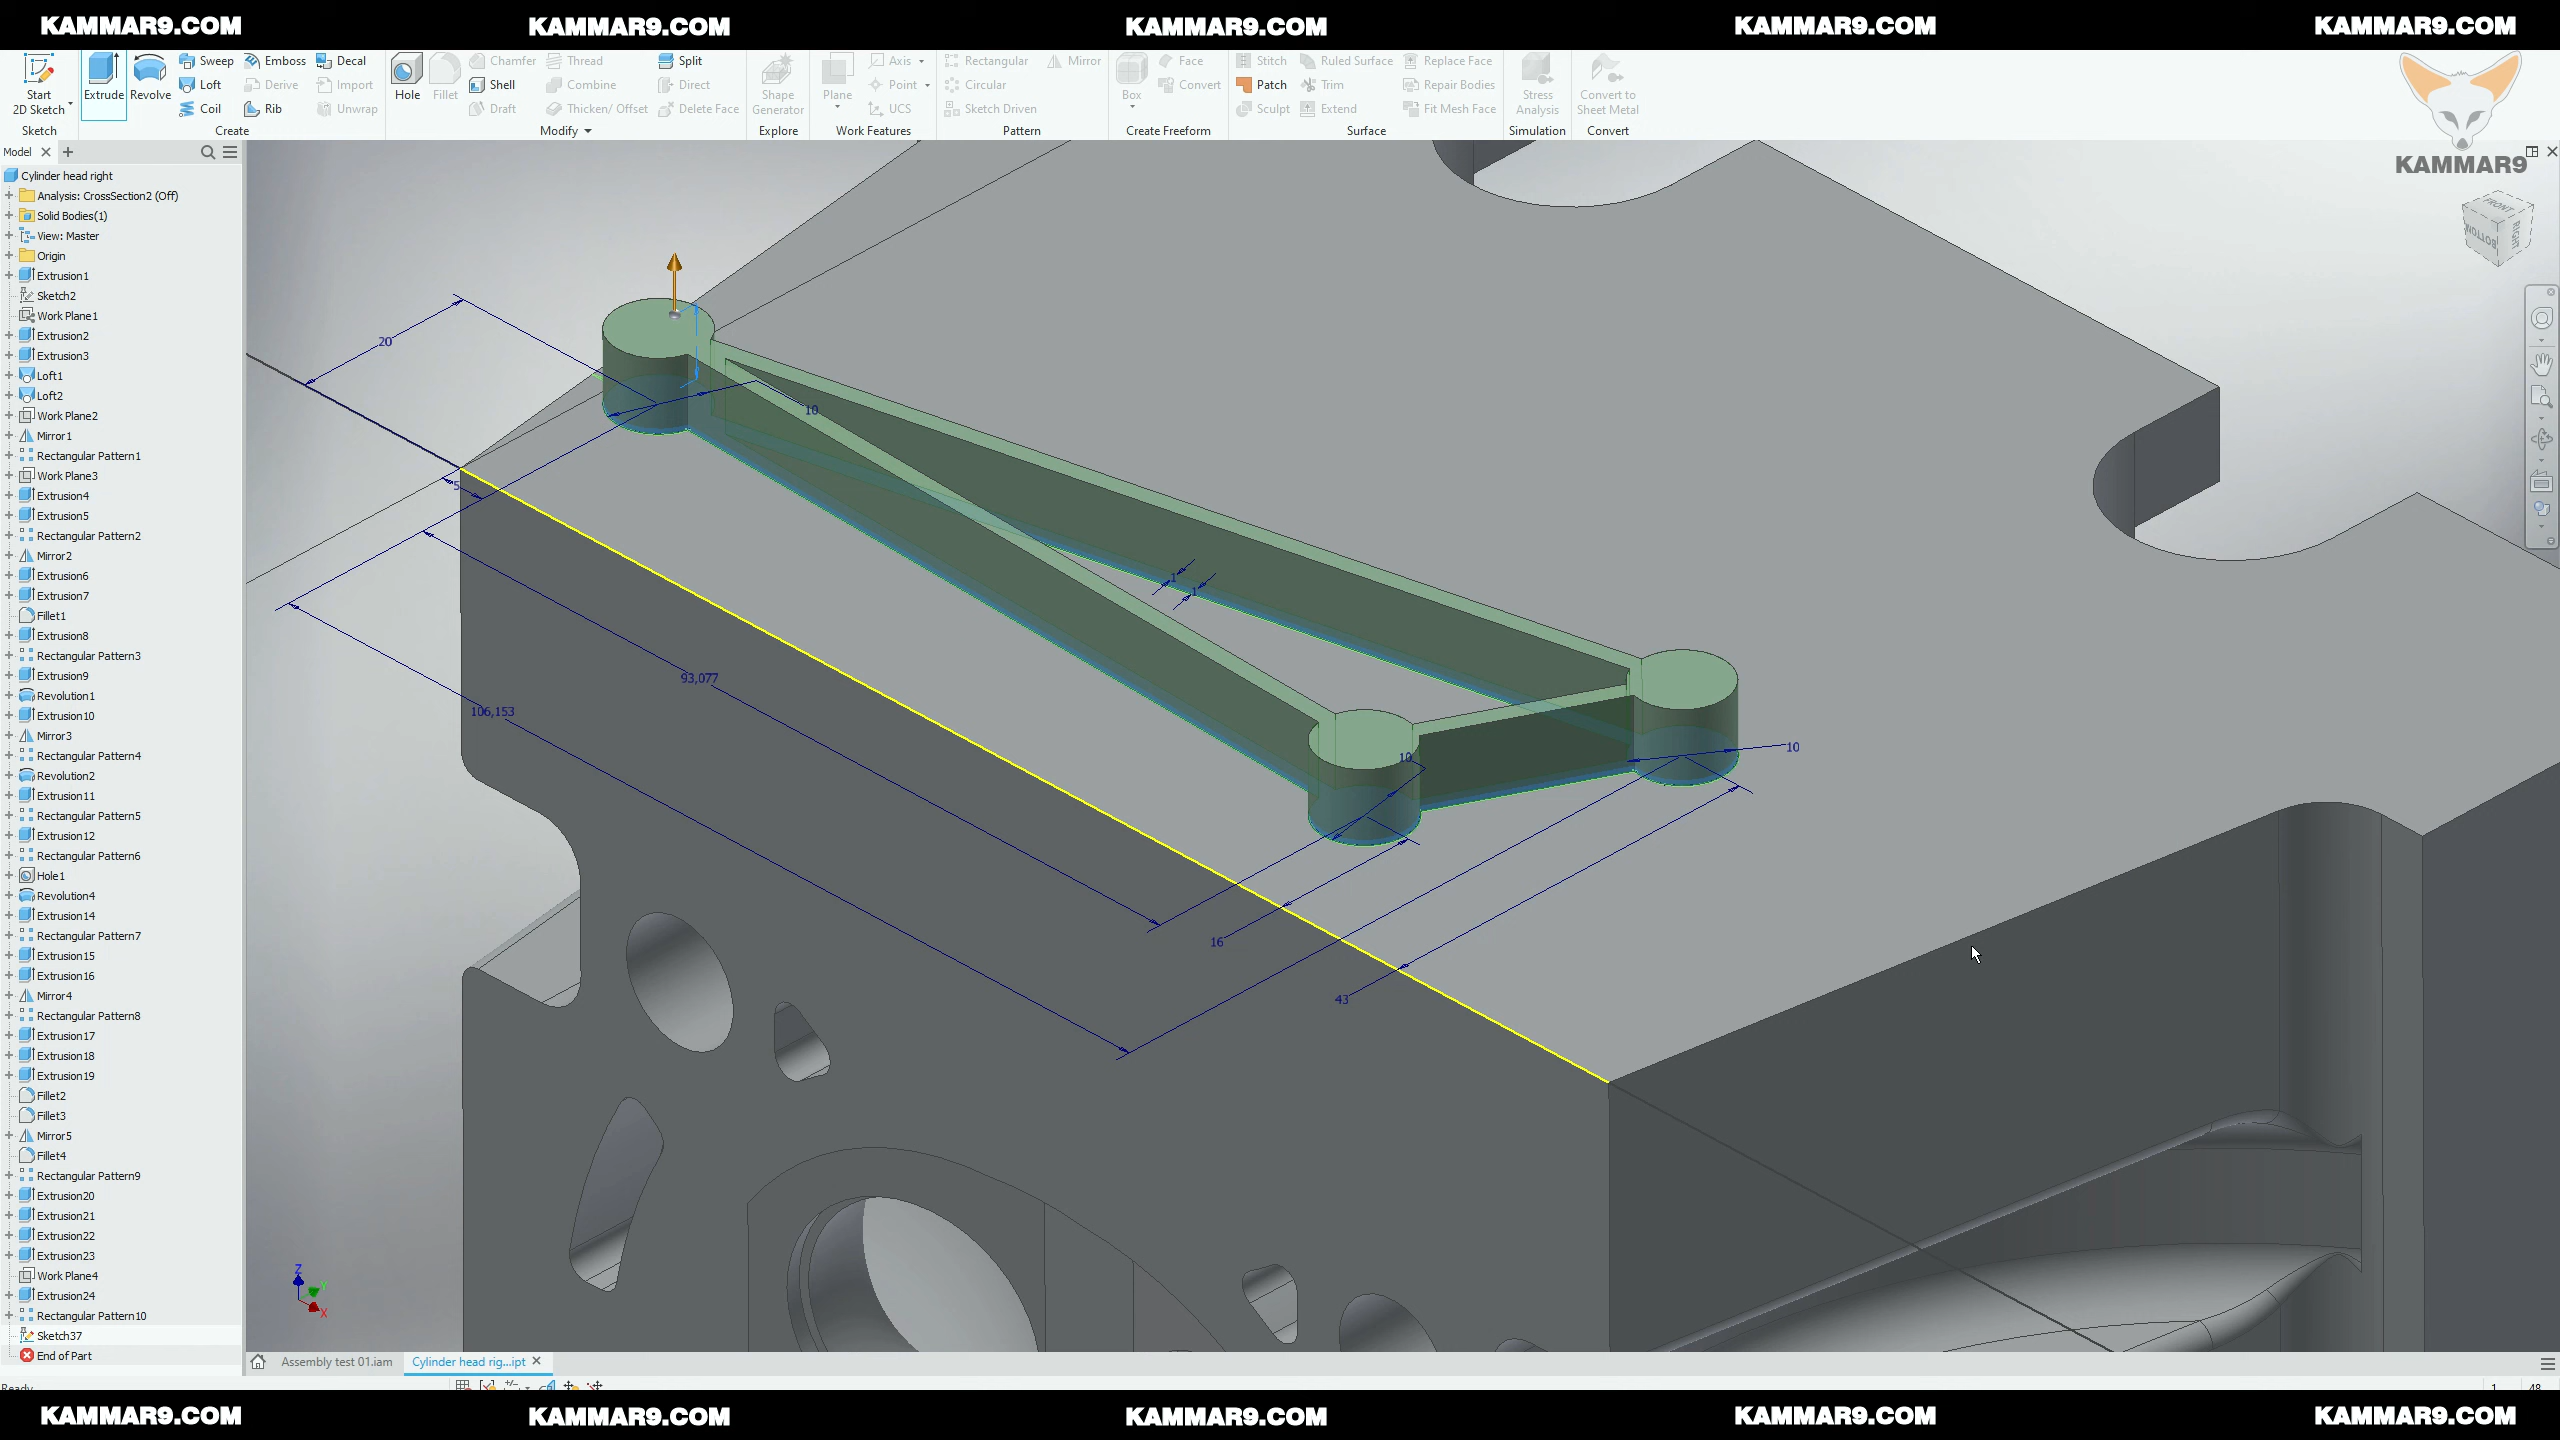 KAMMAR9.COM KAMMAR9.COM KAMMAR9.COM KAMMAR9.COM KAMMAR9.COM
Start
2D Sketch
Extrude
Revolve
Sweep
Loft
Coil
Emboss
Derive
Rib
Decal
Import
Unwrap
Hole
Fillet
Chamfer
Shell
Draft
Thread
Combine
Thicken/ Offset
Split
Direct
Delete Face
Shape
Generator
Plane
Axis
Point
UCS
Rectangular
Circular
Sketch Driven
Mirror
Box
Face
Convert
Stitch
Patch
Sculpt
Ruled Surface
Trim
Extend
Replace Face
Repair Bodies
Fit Mesh Face
Stress
Analysis
Convert to
Sheet Metal
Sketch
Create
Modify
Explore
Work Features
Pattern
Create Freeform
Surface
Simulation
Convert
KAMMAR9
FRONT
BOTTOM
RIGHT
Model
Cylinder head right
Analysis: CrossSection2 (Off)
Solid Bodies(1)
View: Master
Origin
Extrusion1
Sketch2
Work Plane1
Extrusion2
Extrusion3
Loft1
Loft2
Work Plane2
Mirror1
Rectangular Pattern1
Work Plane3
Extrusion4
Extrusion5
Rectangular Pattern2
Mirror2
Extrusion6
Extrusion7
Fillet1
Extrusion8
Rectangular Pattern3
Extrusion9
Revolution1
Extrusion10
Mirror3
Rectangular Pattern4
Revolution2
Extrusion11
Rectangular Pattern5
Extrusion12
Rectangular Pattern6
Hole1
Revolution4
Extrusion14
Rectangular Pattern7
Extrusion15
Extrusion16
Mirror4
Rectangular Pattern8
Extrusion17
Extrusion18
Extrusion19
Fillet2
Fillet3
Mirror5
Fillet4
Rectangular Pattern9
Extrusion20
Extrusion21
Extrusion22
Extrusion23
Work Plane4
Extrusion24
Rectangular Pattern10
Sketch37
End of Part
20
10
5
1
1
93,077
106,153
10
10
16
43
Z
Y
X
Assembly test 01.iam
Cylinder head rig...ipt
Ready
1
48
KAMMAR9.COM KAMMAR9.COM KAMMAR9.COM KAMMAR9.COM KAMMAR9.COM